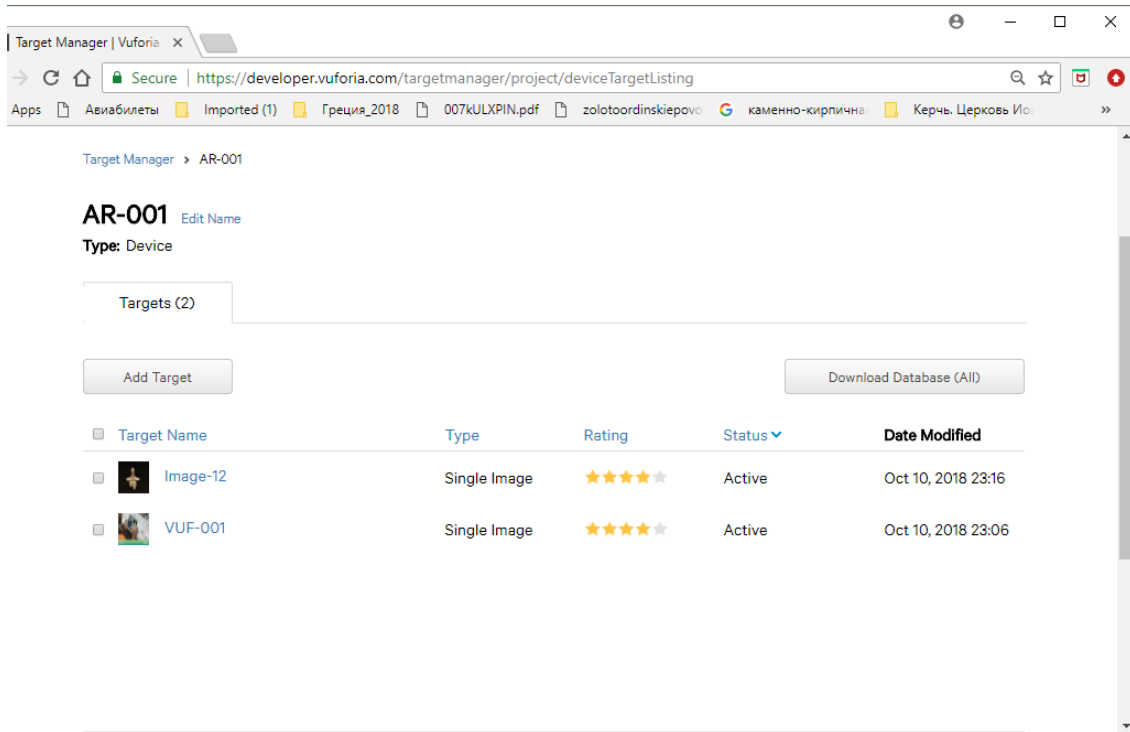 Target Manager | Vuforia
Secure | https://developer.vuforia.com/targetmanager/project/deviceTargetListing
Apps Авиабилеты Imported (1) Греция_2018 007kULXPIN.pdf zolotoordinskiepovo каменно-кирпична Керчь. Церковь Иоа »
Target Manager > AR-001
AR-001 Edit Name
Type: Device
Targets (2)
Add Target Download Database (All)
Target Name Type Rating Status Date Modified
Image-12 Single Image Active Oct 10, 2018 23:16
VUF-001 Single Image Active Oct 10, 2018 23:06